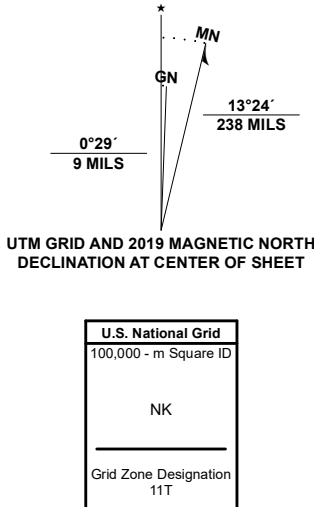 ★
MN
GN
0°29´
9 MILS
13°24´
238 MILS
UTM GRID AND 2019 MAGNETIC NORTH
DECLINATION AT CENTER OF SHEET
U.S. National Grid
100,000 - m Square ID
NK
Grid Zone Designation
11T